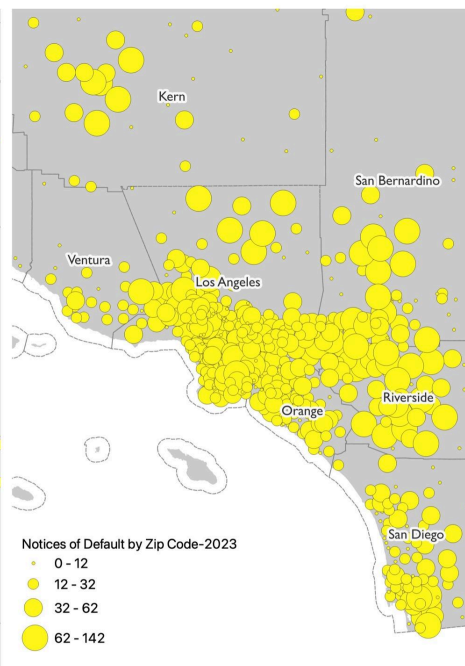 Kern
San Bernardino
Ventura
Los Angeles
Riverside
Orange
San Diego
Notices of Default by Zip Code-2023
0 - 12
12 - 32
32 - 62
62 - 142